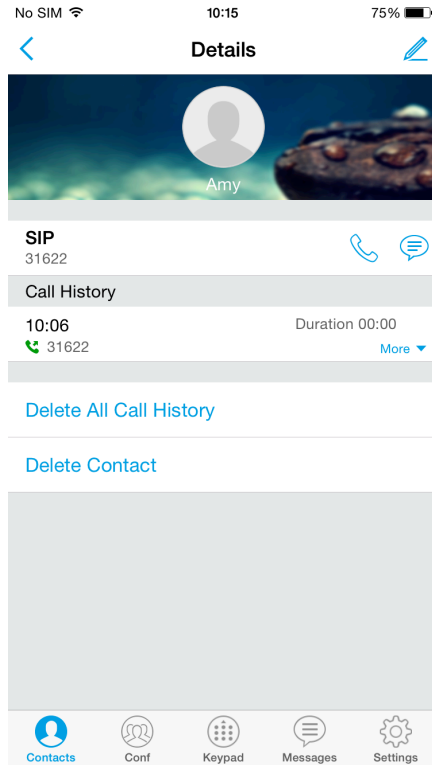 No SIM 10:15 75%
Details
Amy
SIP
31622
Call History
10:06 Duration 00:00
31622 More
Delete All Call History
Delete Contact
Contacts Conf Keypad Messages Settings